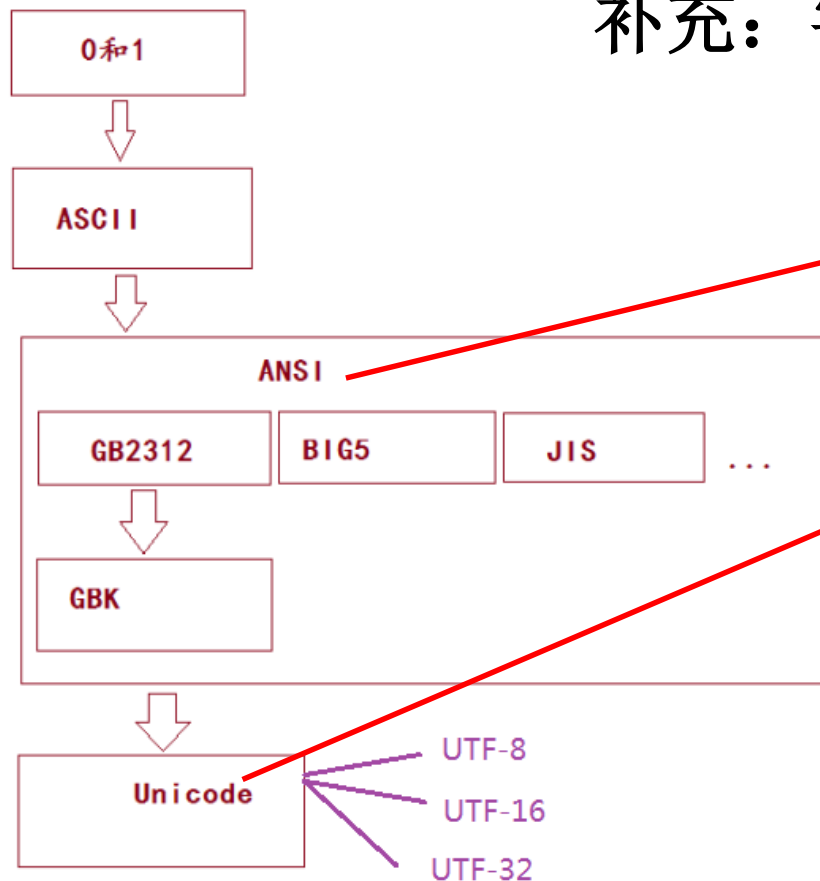 补充：
0和1
ASCII
ANSI
GB2312 BIG5 JIS ...
GBK
Unicode
UTF-8
UTF-16
UTF-32